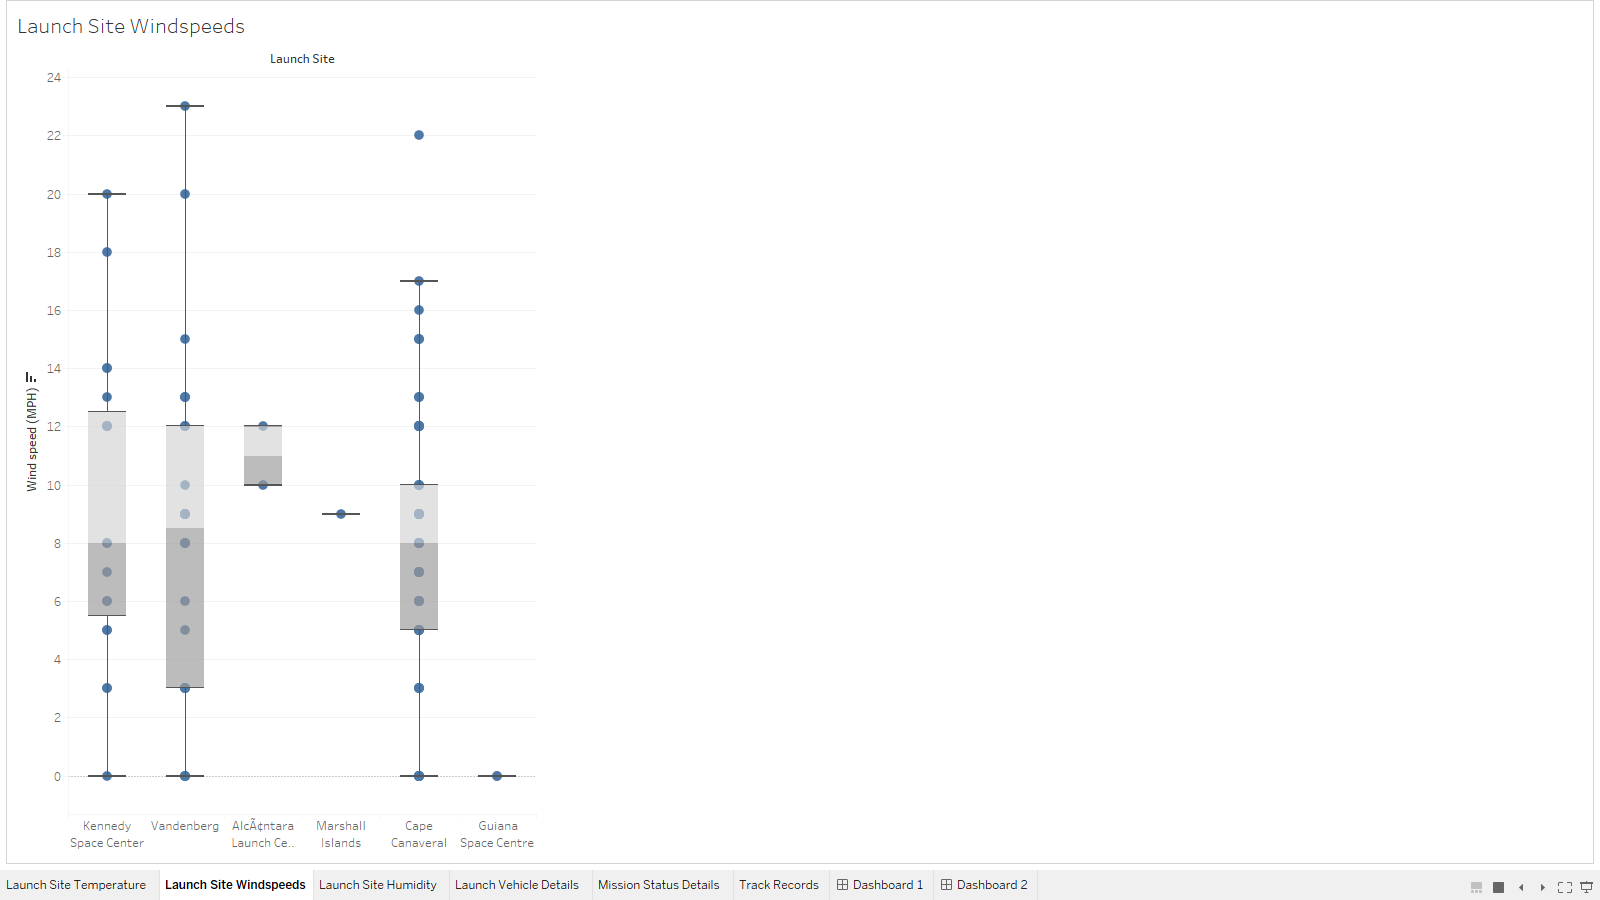 Launch Site Windspeeds
Launch Site
24
22
20
18
16
14
12
10
8
6
4
2
0
Wind speed (MPH)
Kennedy
Space Center
Vandenberg
AlcÃ¢ntara
Launch Ce..
Marshall
Islands
Cape
Canaveral
Guiana
Space Centre
Launch Site Temperature
Launch Site Windspeeds
Launch Site Humidity
Launch Vehicle Details
Mission Status Details
Track Records
Dashboard 1
Dashboard 2